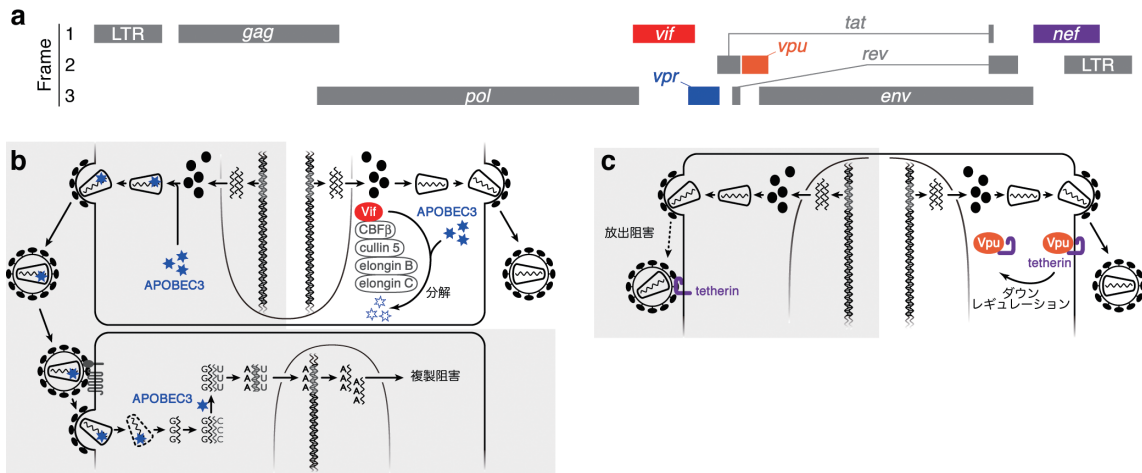 a
Frame
1
LTR
gag
vif
tat
nef
2
vpu
rev
LTR
3
pol
vpr
env
b
Vif
APOBEC3
CBFβ
cullin 5
elongin B
elongin C
分解
APOBEC3
APOBEC3
G U
G U
G U
A U
A U
A U
A
A
A
A
A
A
複製阻害
G
G
G
G C
G C
G C
c
放出阻害
tetherin
Vpu
Vpu
tetherin
ダウン
レギュレーション